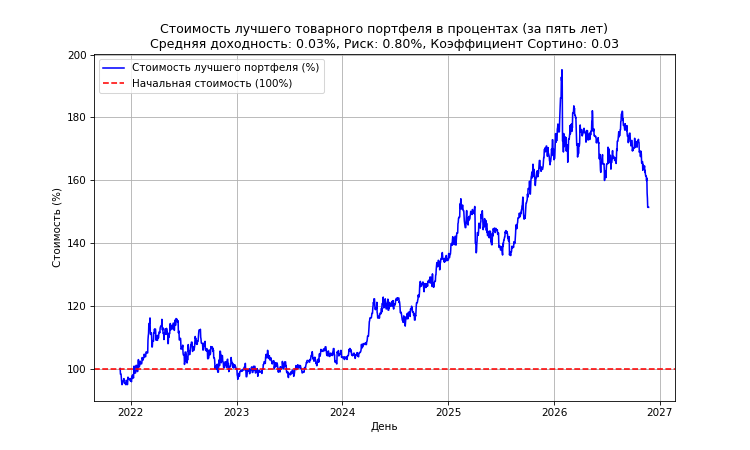 Стоимость лучшего товарного портфеля в процентах (за пять лет)
Средняя доходность: 0.03%, Риск: 0.80%, Коэффициент Сортино: 0.03
Стоимость лучшего портфеля (%)
Начальная стоимость (100%)
Стоимость (%)
200
180
160
140
120
100
2022
2023
2024
2025
2026
2027
День